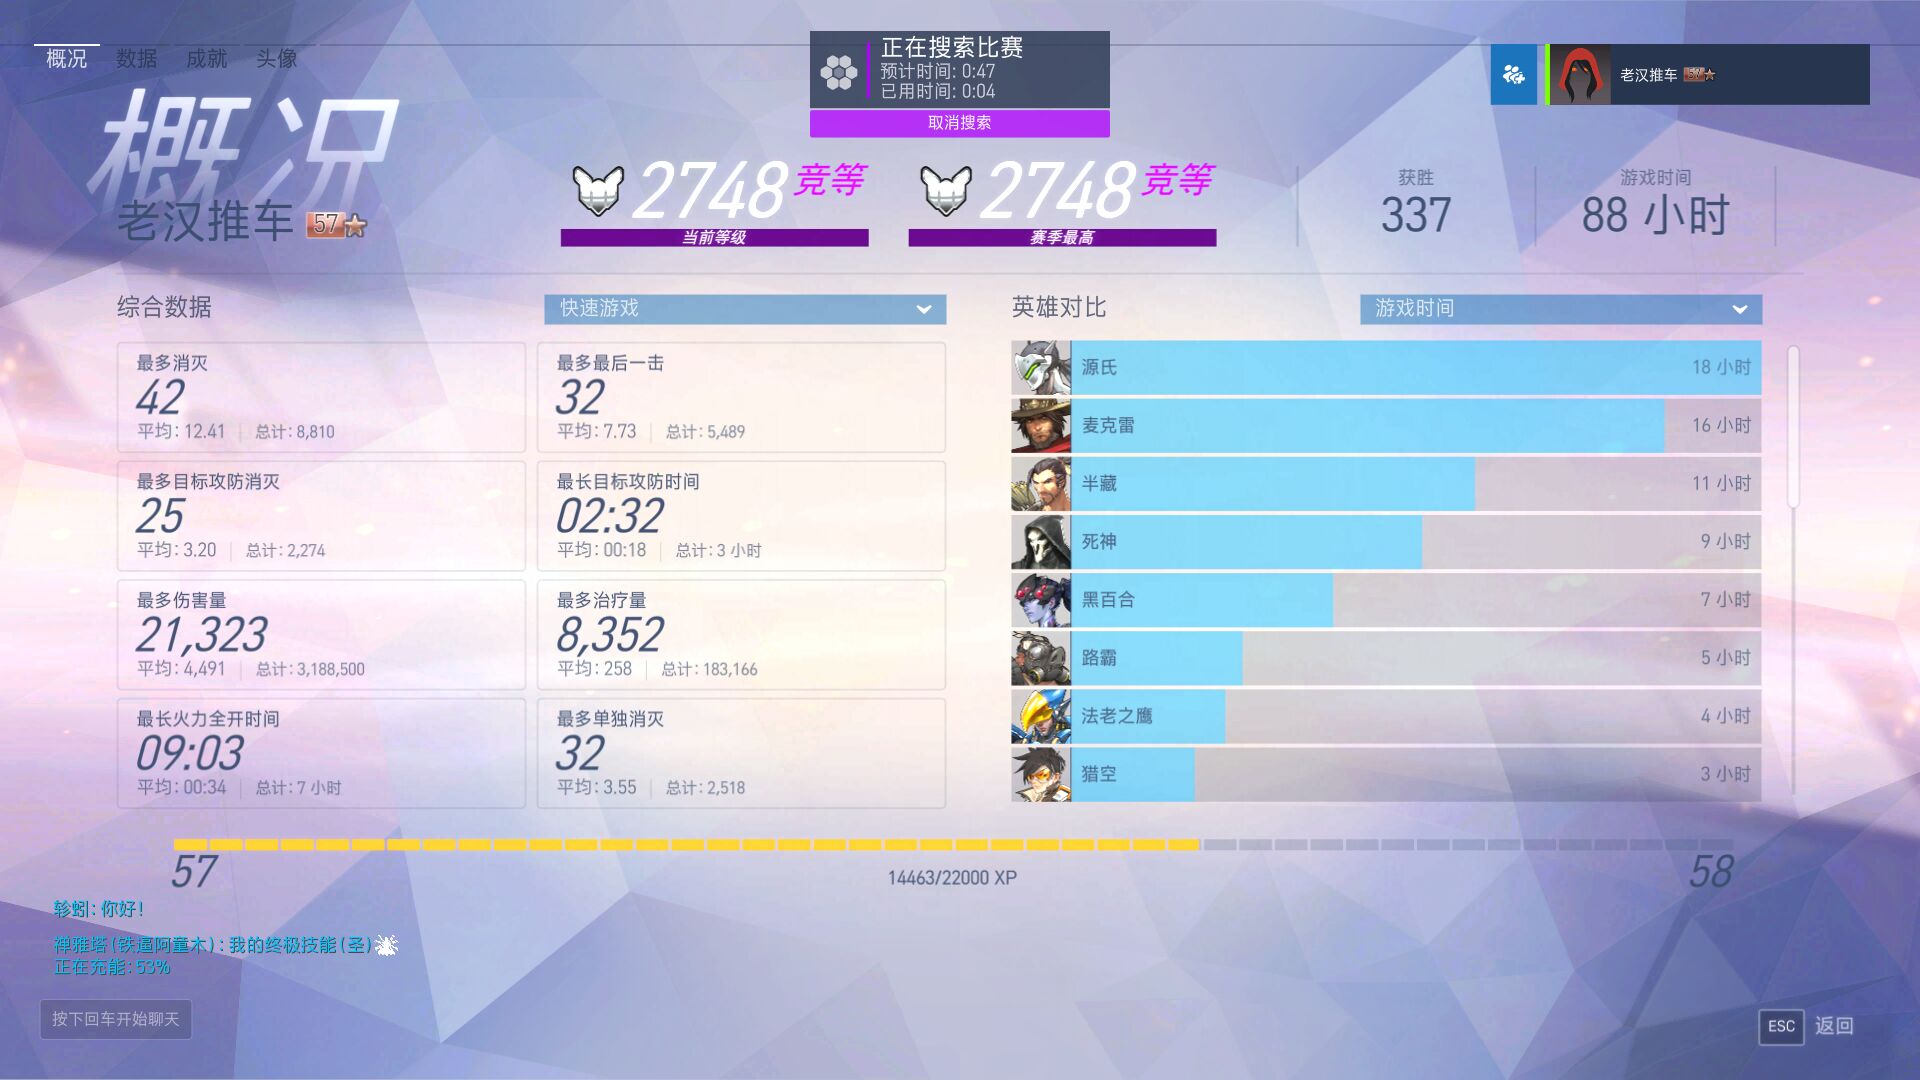 概况 数据 成就 头像
正在搜索比赛
预计时间: 0:47
已用时间: 0:04
取消搜索
老汉推车 57
概况
老汉推车 57
2748 竞等
当前等级
2748 竞等
赛季最高
获胜
337
游戏时间
88 小时
综合数据
快速游戏
最多消灭
42
平均: 12.41 总计: 8,810
最多最后一击
32
平均: 7.73 总计: 5,489
最多目标攻防消灭
25
平均: 3.20 总计: 2,274
最长目标攻防时间
02:32
平均: 00:18 总计: 3 小时
最多伤害量
21,323
平均: 4,491 总计: 3,188,500
最多治疗量
8,352
平均: 258 总计: 183,166
最长火力全开时间
09:03
平均: 00:34 总计: 7 小时
最多单独消灭
32
平均: 3.55 总计: 2,518
英雄对比
游戏时间
源氏 18 小时
麦克雷 16 小时
半藏 11 小时
死神 9 小时
黑百合 7 小时
路霸 5 小时
法老之鹰 4 小时
猎空 3 小时
57
14463/22000 XP
58
轸蚓: 你好!
禅雅塔(铁逼阿童木): 我的终极技能(圣)
正在充能: 53%
按下回车开始聊天
ESC 返回